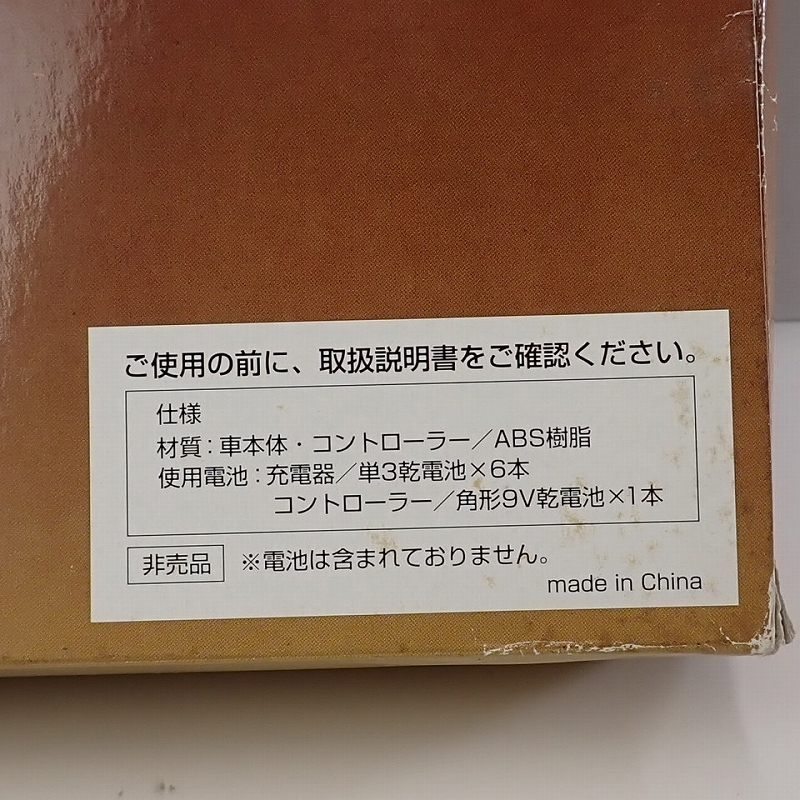 ご使用の前に、取扱説明書をご確認ください。
仕様
材質：車本体・コントローラー／ABS樹脂
使用電池：充電器／単3乾電池×6本
コントローラー／角形9V乾電池×1本
非売品 ※電池は含まれておりません。
made in China